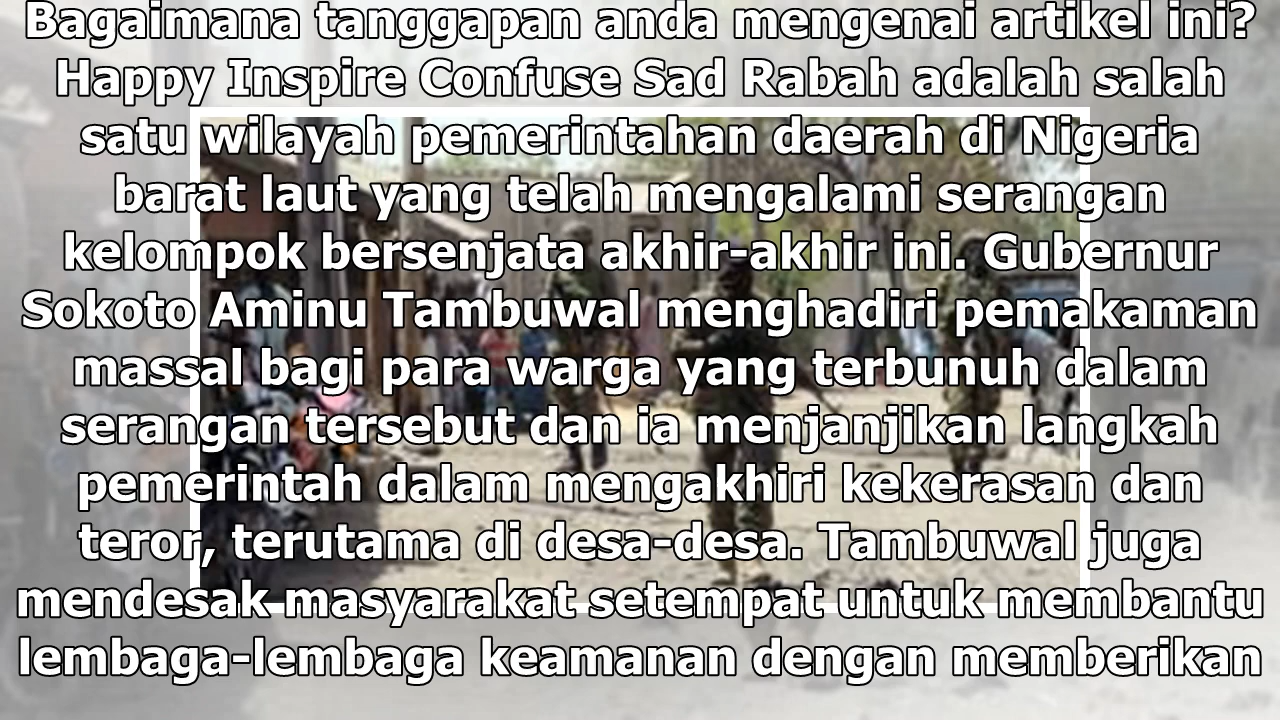 Bagaimana tanggapan anda mengenai artikel ini?
Happy Inspire Confuse Sad Rabah adalah salah
satu wilayah pemerintahan daerah di Nigeria
barat laut yang telah mengalami serangan
kelompok bersenjata akhir-akhir ini. Gubernur
Sokoto Aminu Tambuwal menghadiri pemakaman
massal bagi para warga yang terbunuh dalam
serangan tersebut dan ia menjanjikan langkah
pemerintah dalam mengakhiri kekerasan dan
teror, terutama di desa-desa. Tambuwal juga
mendesak masyarakat setempat untuk membantu
lembaga-lembaga keamanan dengan memberikan